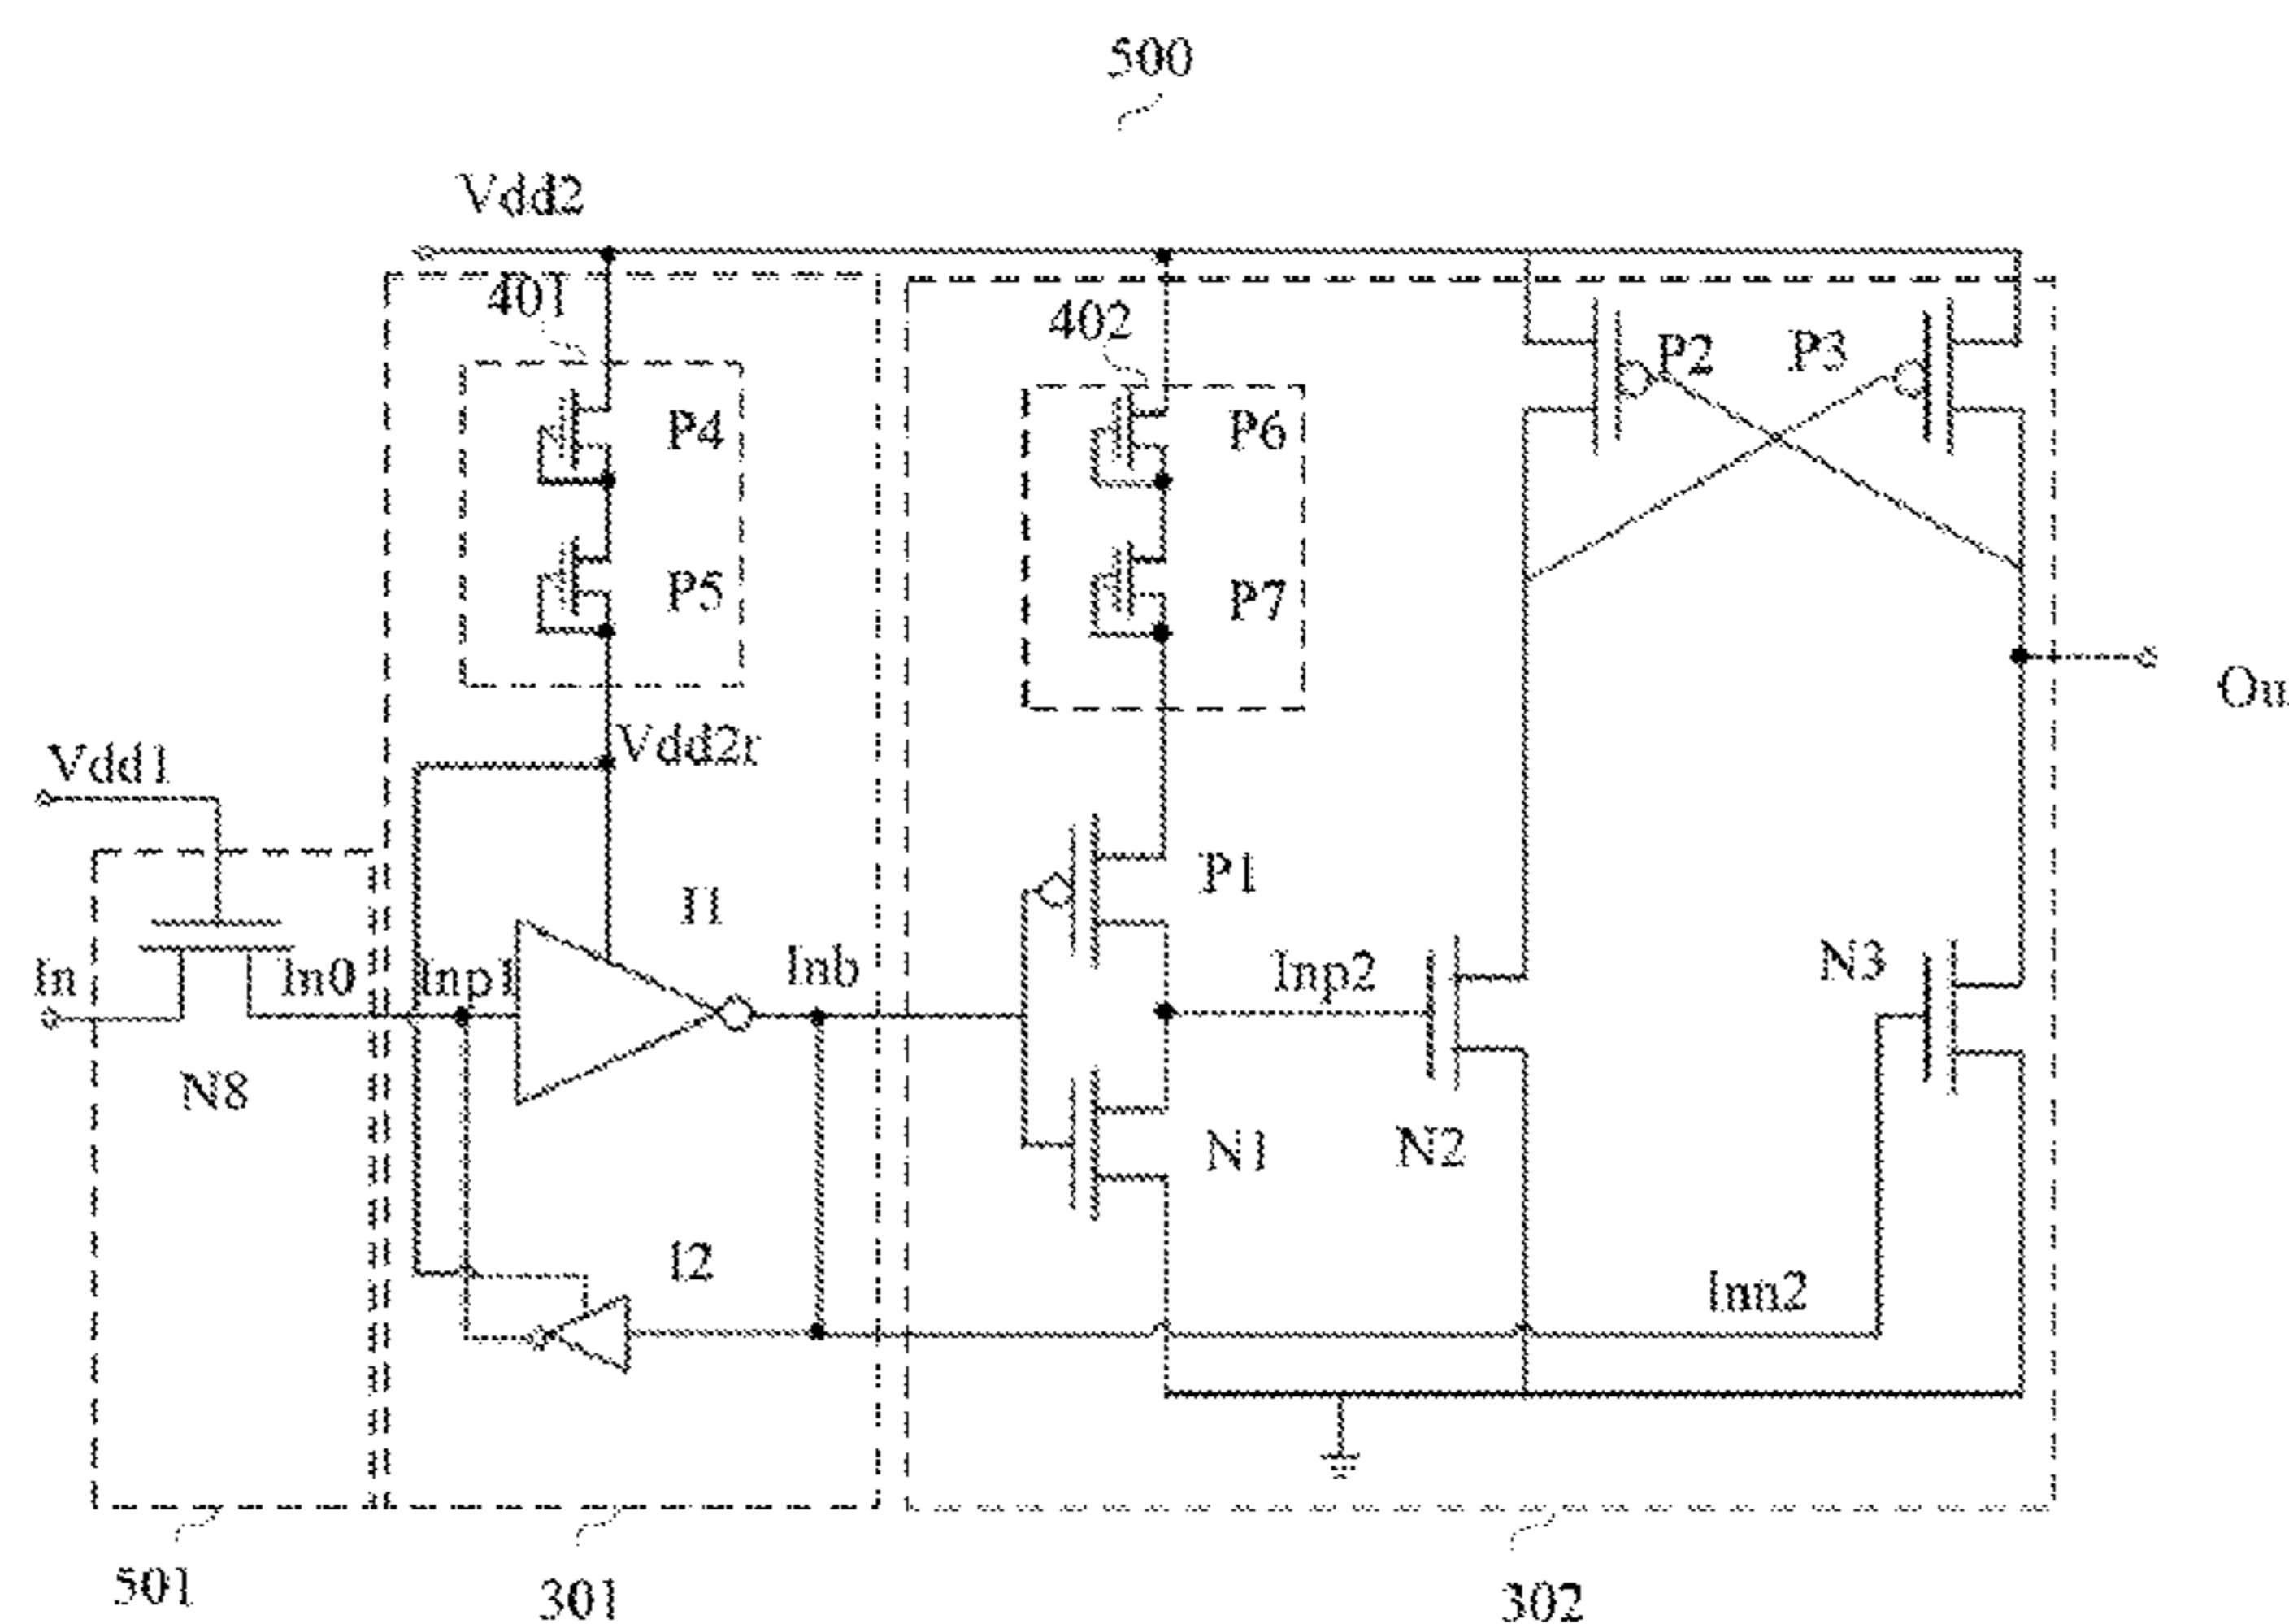 500
Vdd2
401
402
P2
P3
P4
P6
P5
P7
Vdd2r
Vdd1
P1
I1
In
In0
Inp1
Inb
Inp2
N3
N8
N1
N2
I2
Inn2
501
301
302